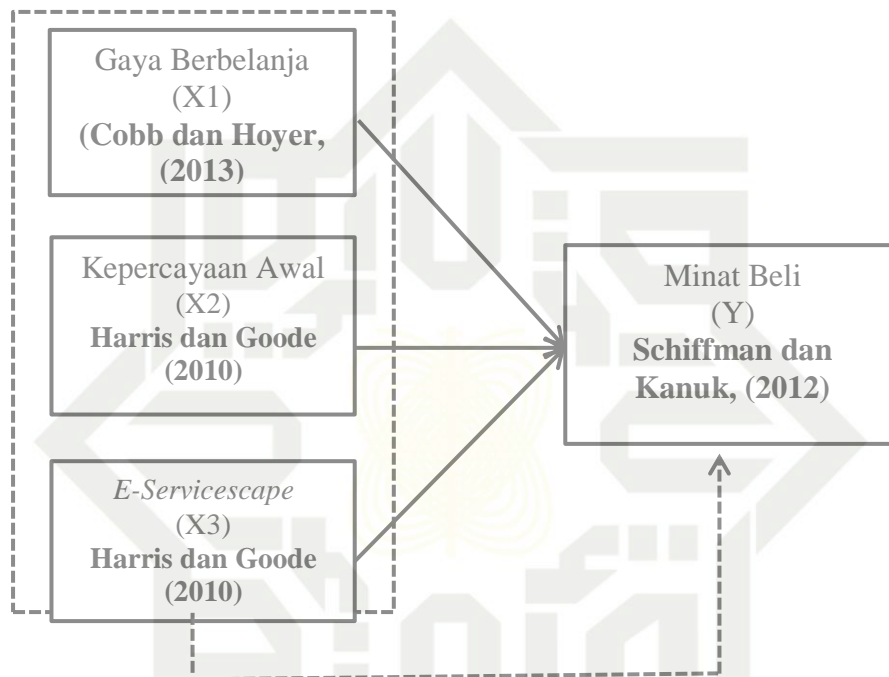 Gaya Berbelanja
(X1)
(Cobb dan Hoyer,
(2013)
Kepercayaan Awal
(X2)
Harris dan Goode
(2010)
E-Servicescape
(X3)
Harris dan Goode
(2010)
Minat Beli
(Y)
Schiffman dan
Kanuk, (2012)